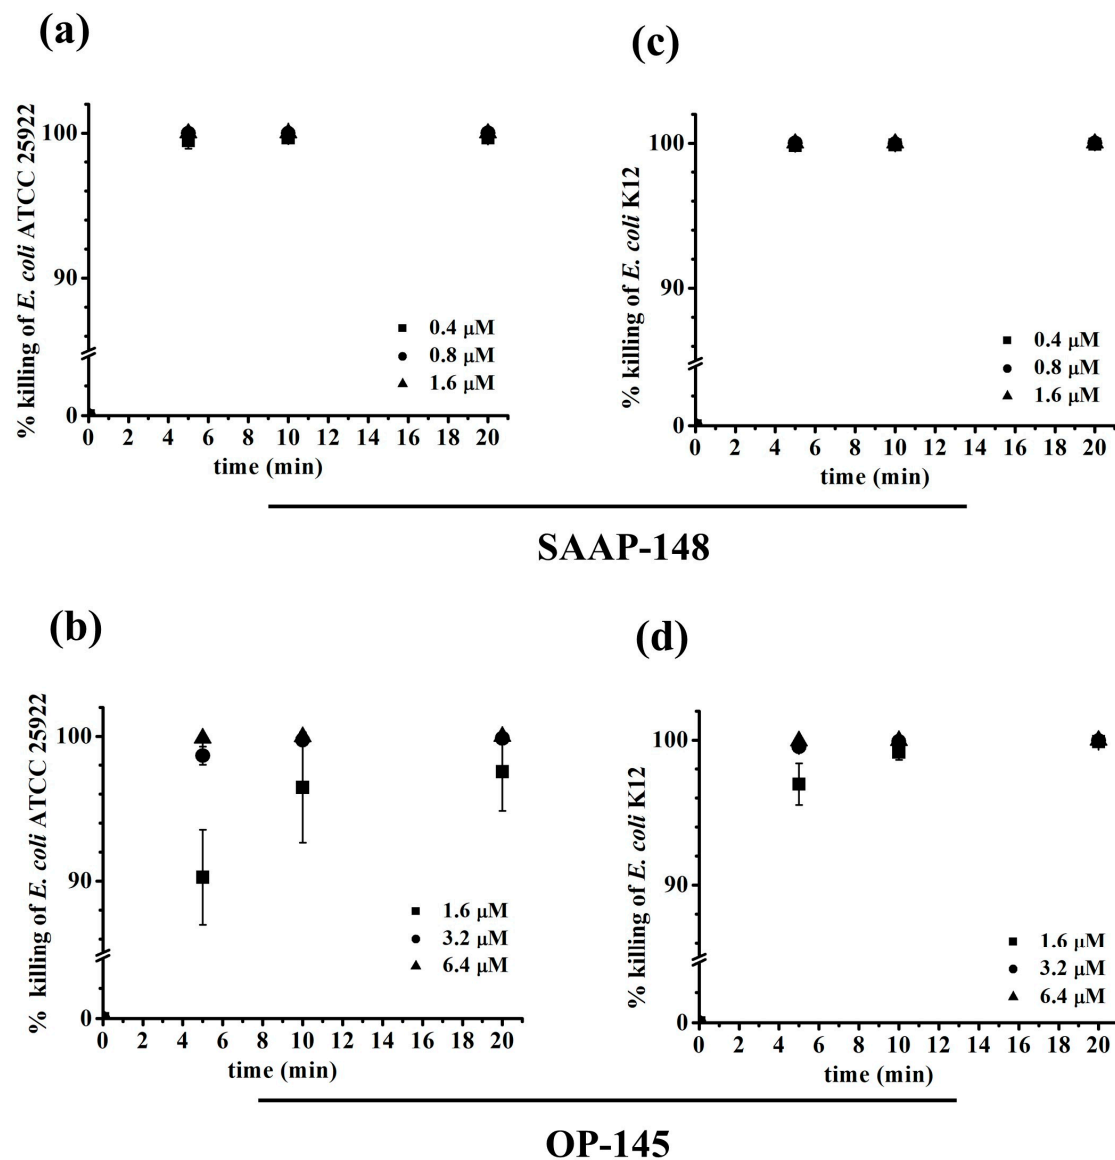 (a)
% killing of E. coli ATCC 25922
100
90
0
0.4 µM
0.8 µM
1.6 µM
0 2 4 6 8 10 12 14 16 18 20
time (min)
(c)
% killing of E. coli K12
100
90
0
0.4 µM
0.8 µM
1.6 µM
0 2 4 6 8 10 12 14 16 18 20
time (min)
SAAP-148
(b)
% killing of E. coli ATCC 25922
100
90
0
1.6 µM
3.2 µM
6.4 µM
0 2 4 6 8 10 12 14 16 18 20
time (min)
(d)
% killing of E. coli K12
100
90
0
1.6 µM
3.2 µM
6.4 µM
0 2 4 6 8 10 12 14 16 18 20
time (min)
OP-145